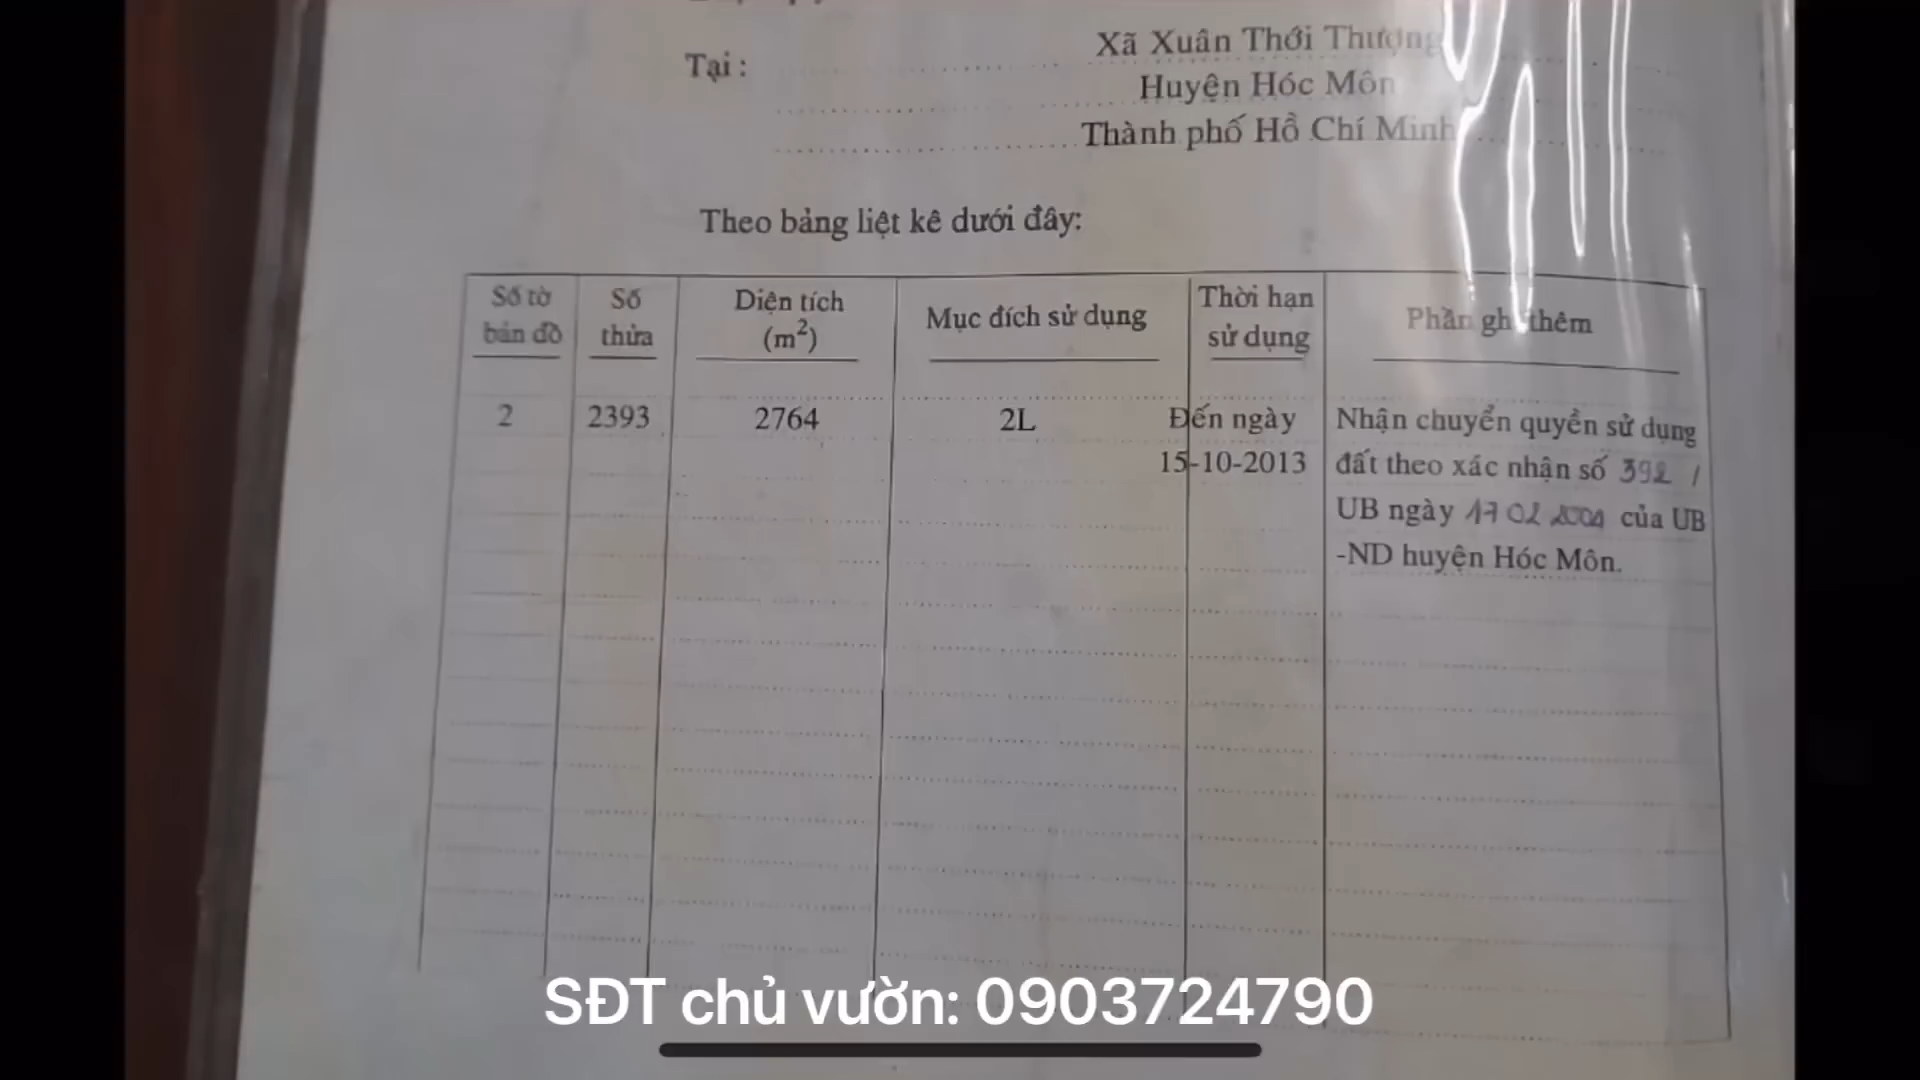 Tại :
Xã Xuân Thới Thượng
Huyện Hóc Môn
Thành phố Hồ Chí Minh
Theo bảng liệt kê dưới đây:
Số tờ bản đồ
Số thửa
Diện tích (m²)
Mục đích sử dụng
Thời hạn sử dụng
Phần ghi thêm
2
2393
2764
2L
Đến ngày
15-10-2013
Nhận chuyển quyền sử dụng
đất theo xác nhận số 392 /
UB ngày 17 02 của UB
-ND huyện Hóc Môn.
SĐT chủ vườn: 0903724790